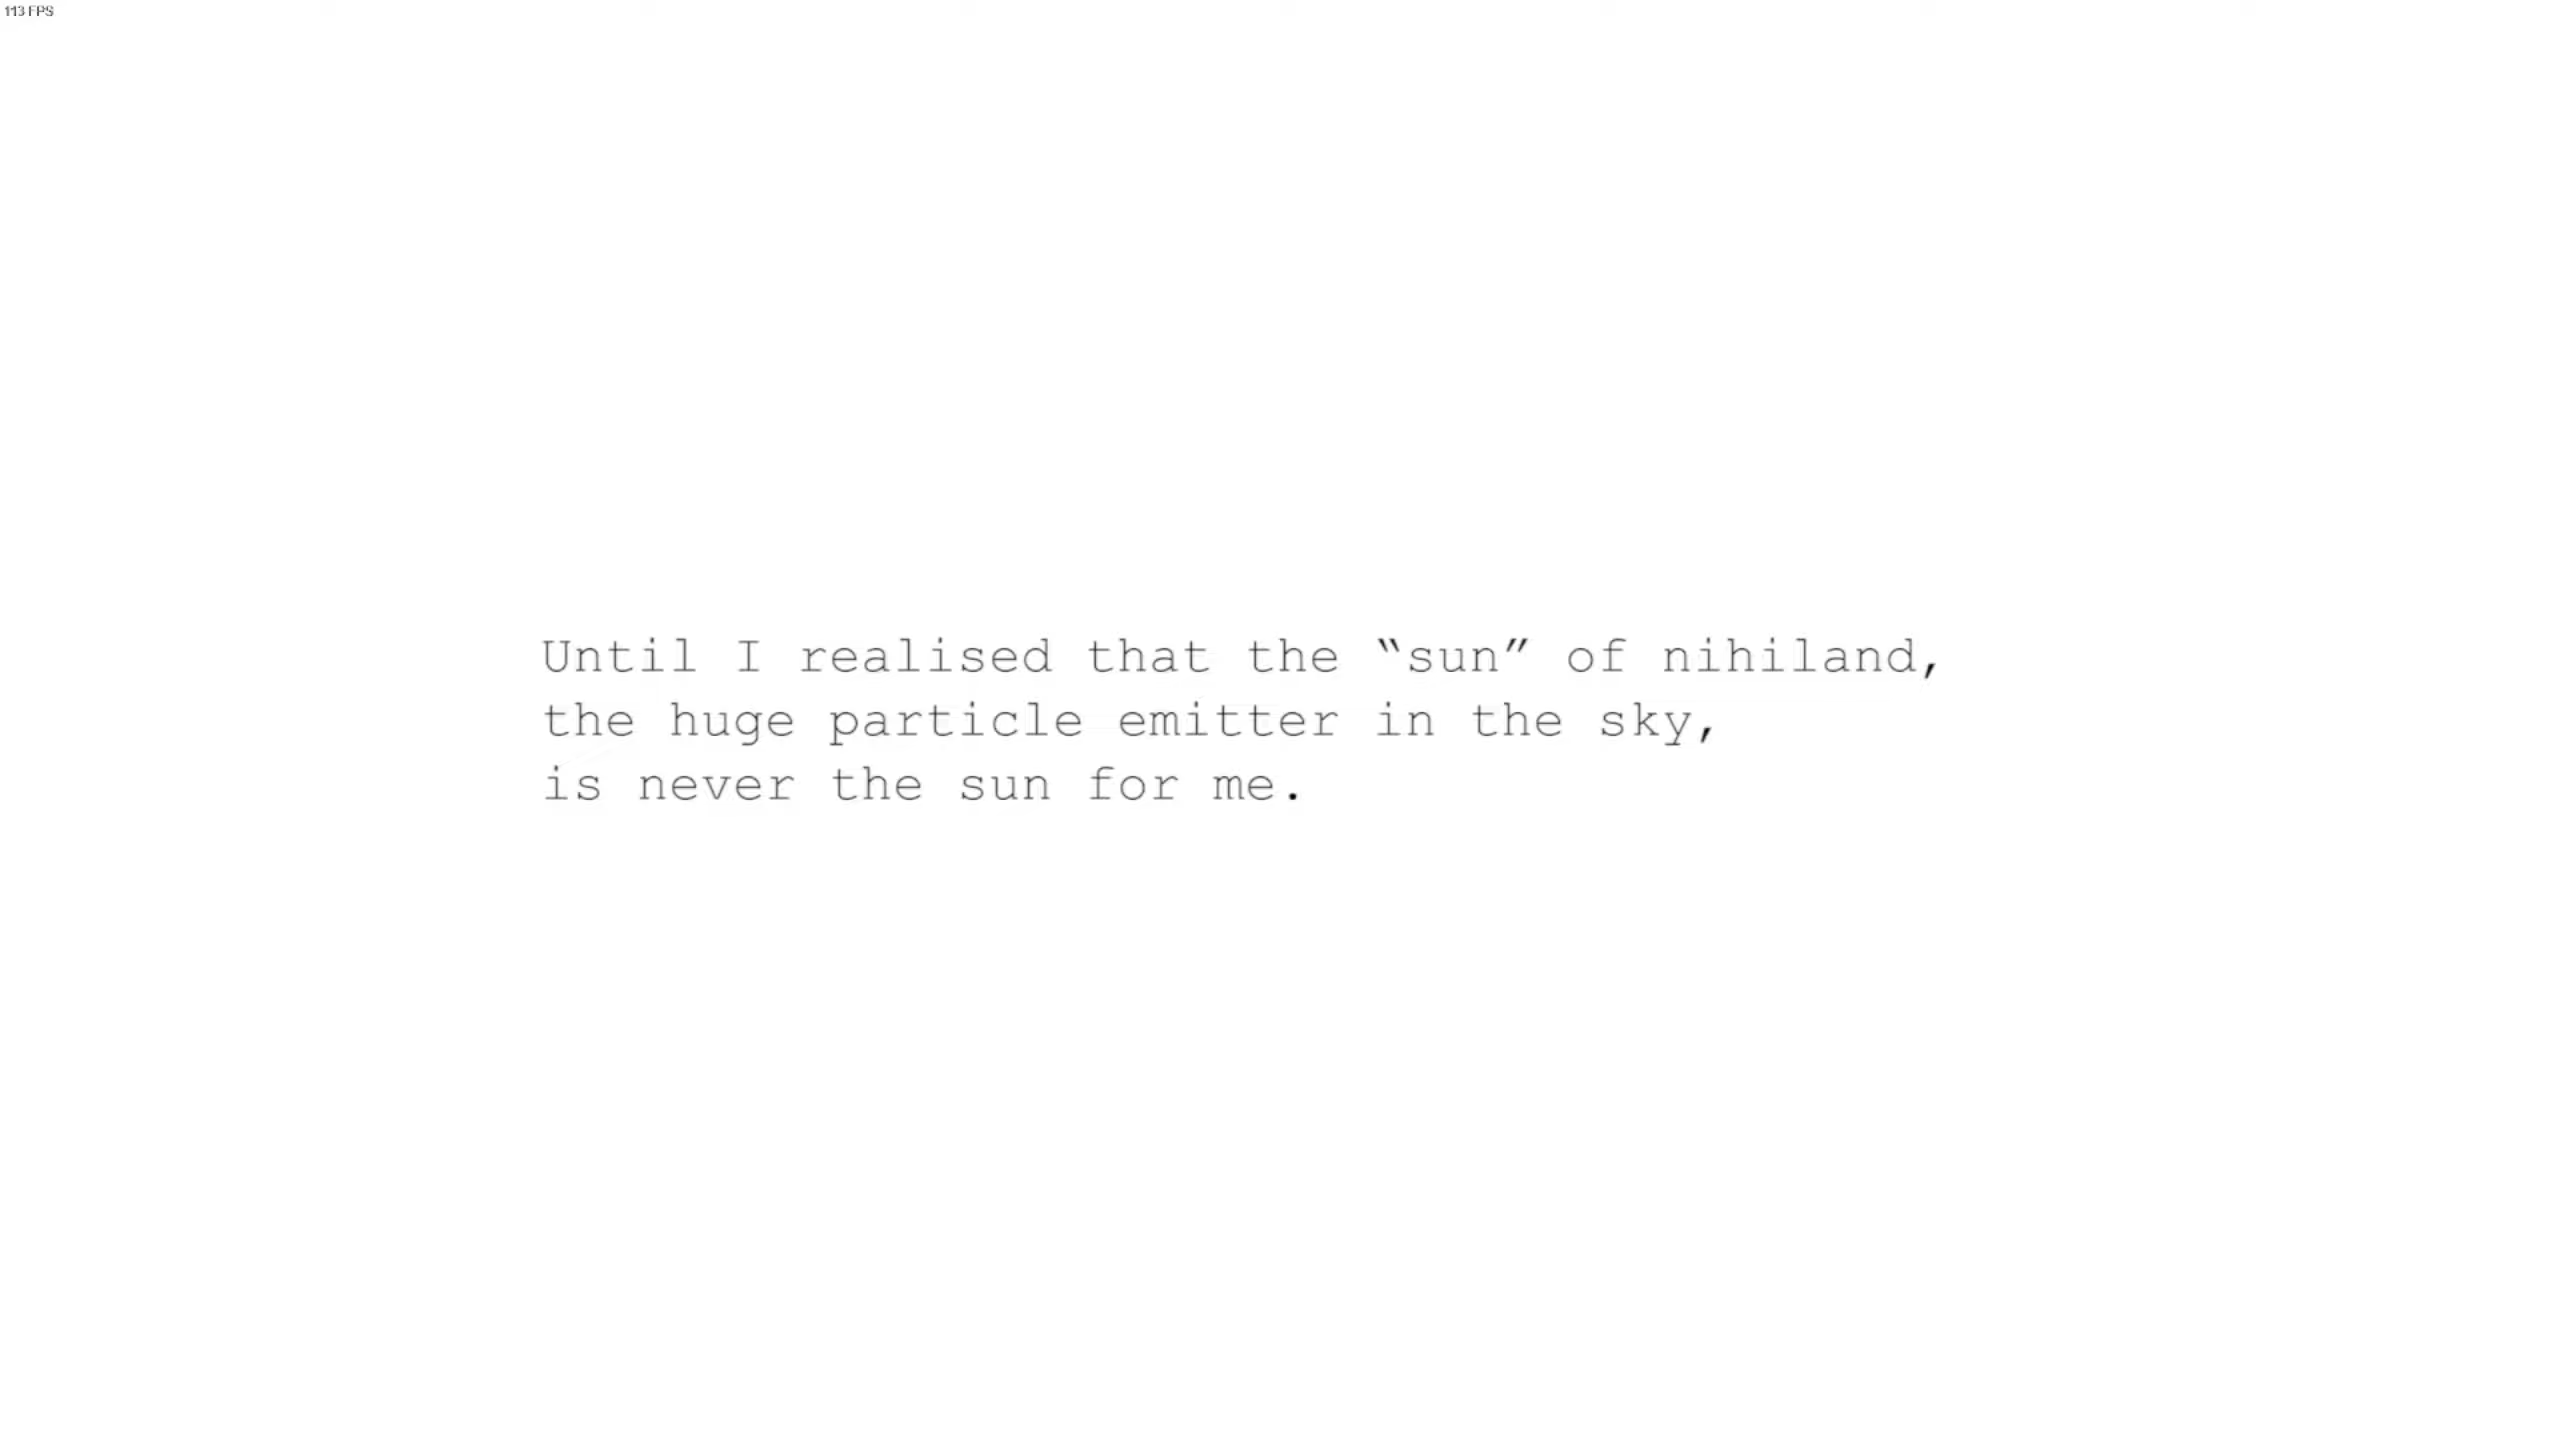 113 FPS
Until I realised that the “sun” of nihiland,
the huge particle emitter in the sky,
is never the sun for me.